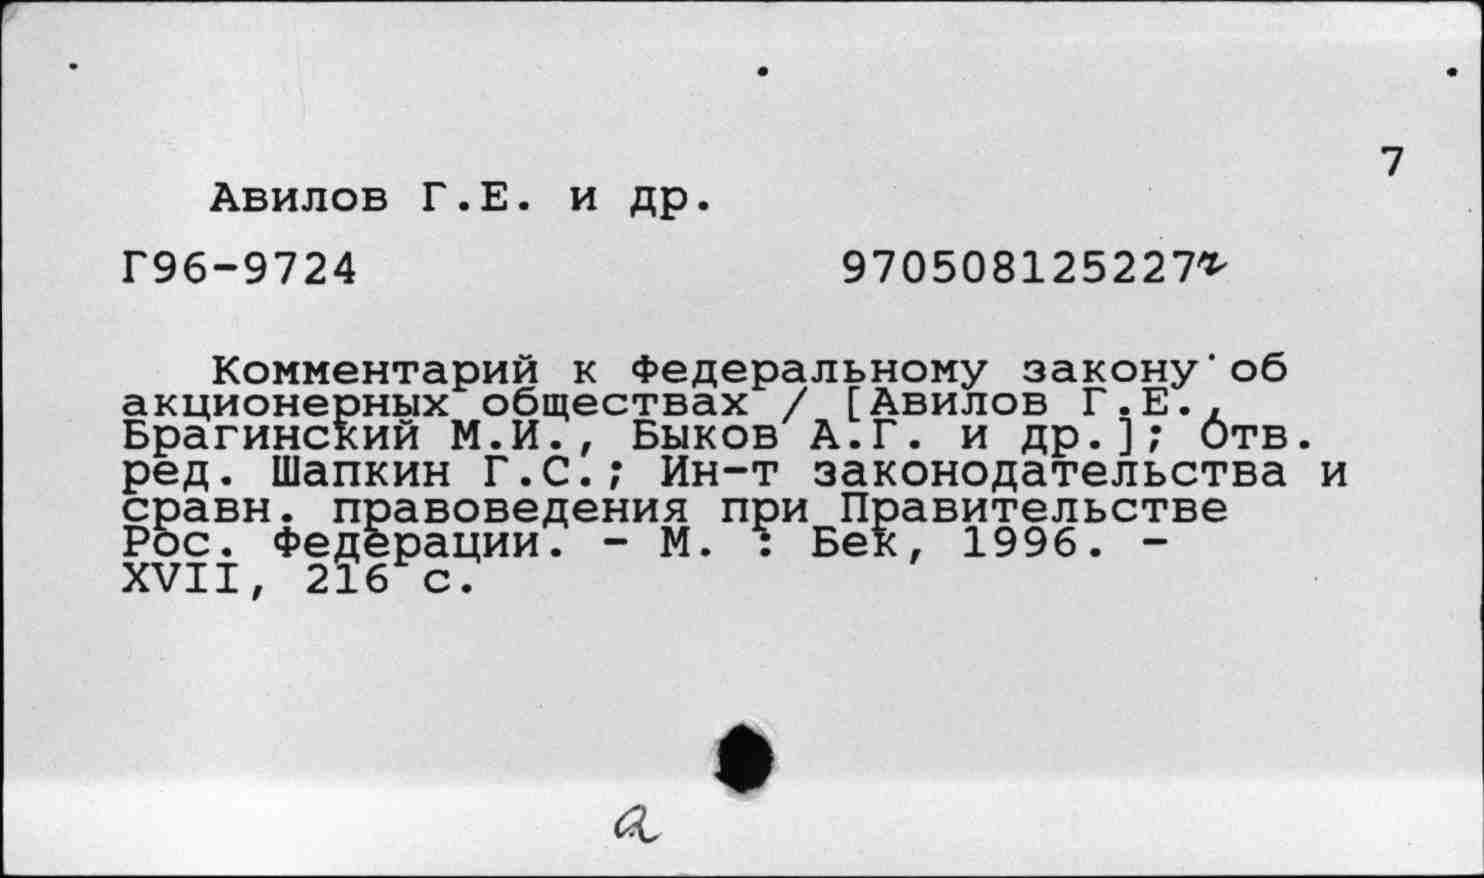 7
Авилов Г.Е. и др.
Г96-9724 970508125227
Комментарий к Федеральному закону об
акционерных обществах / [Авилов Г.Е.,
Брагинский М.И., Быков А.Г. и др.]; Отв.
ред. Шапкин Г.С.; Ин-т законодательства и
сравн. правоведения при Правительстве
Рос. Федерации. - М. : Бек, 1996. -
XVII, 216 с.